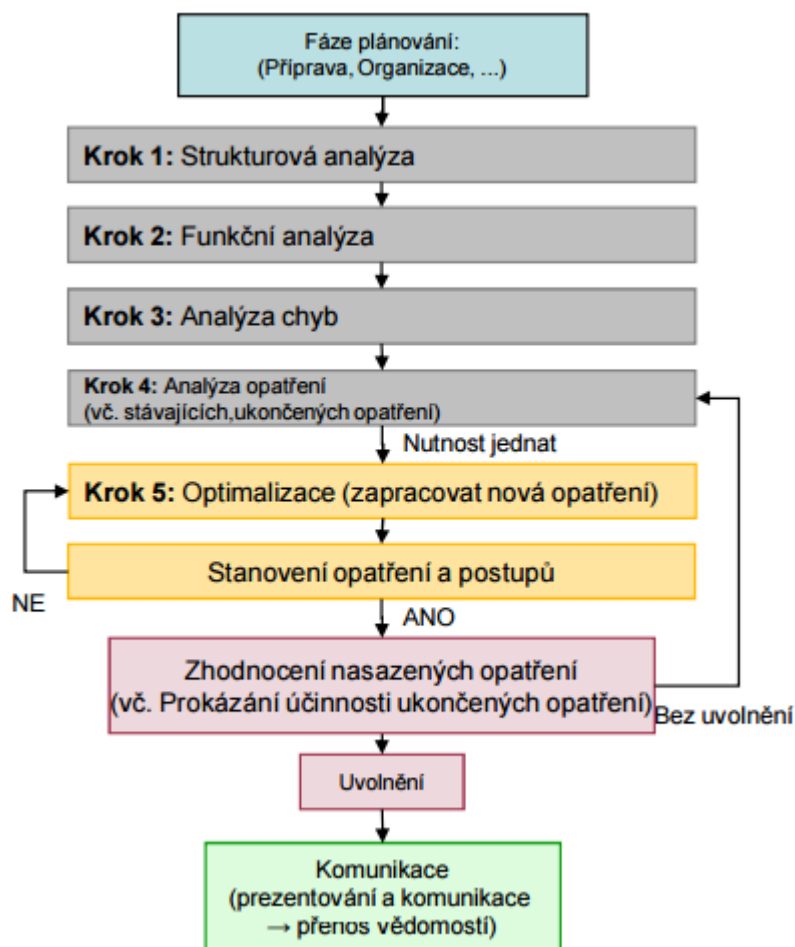 Fáze plánování:
(Příprava, Organizace, ...)
Krok 1: Strukturová analýza
Krok 2: Funkční analýza
Krok 3: Analýza chyb
Krok 4: Analýza opatření
(vč. stávajících,ukončených opatření)
Nutnost jednat
Krok 5: Optimalizace (zapracovat nová opatření)
Stanovení opatření a postupů
NE
ANO
Zhodnocení nasazených opatření
(vč. Prokázání účinnosti ukončených opatření)
Bez uvolnění
Uvolnění
Komunikace
(prezentování a komunikace
→ přenos vědomostí)